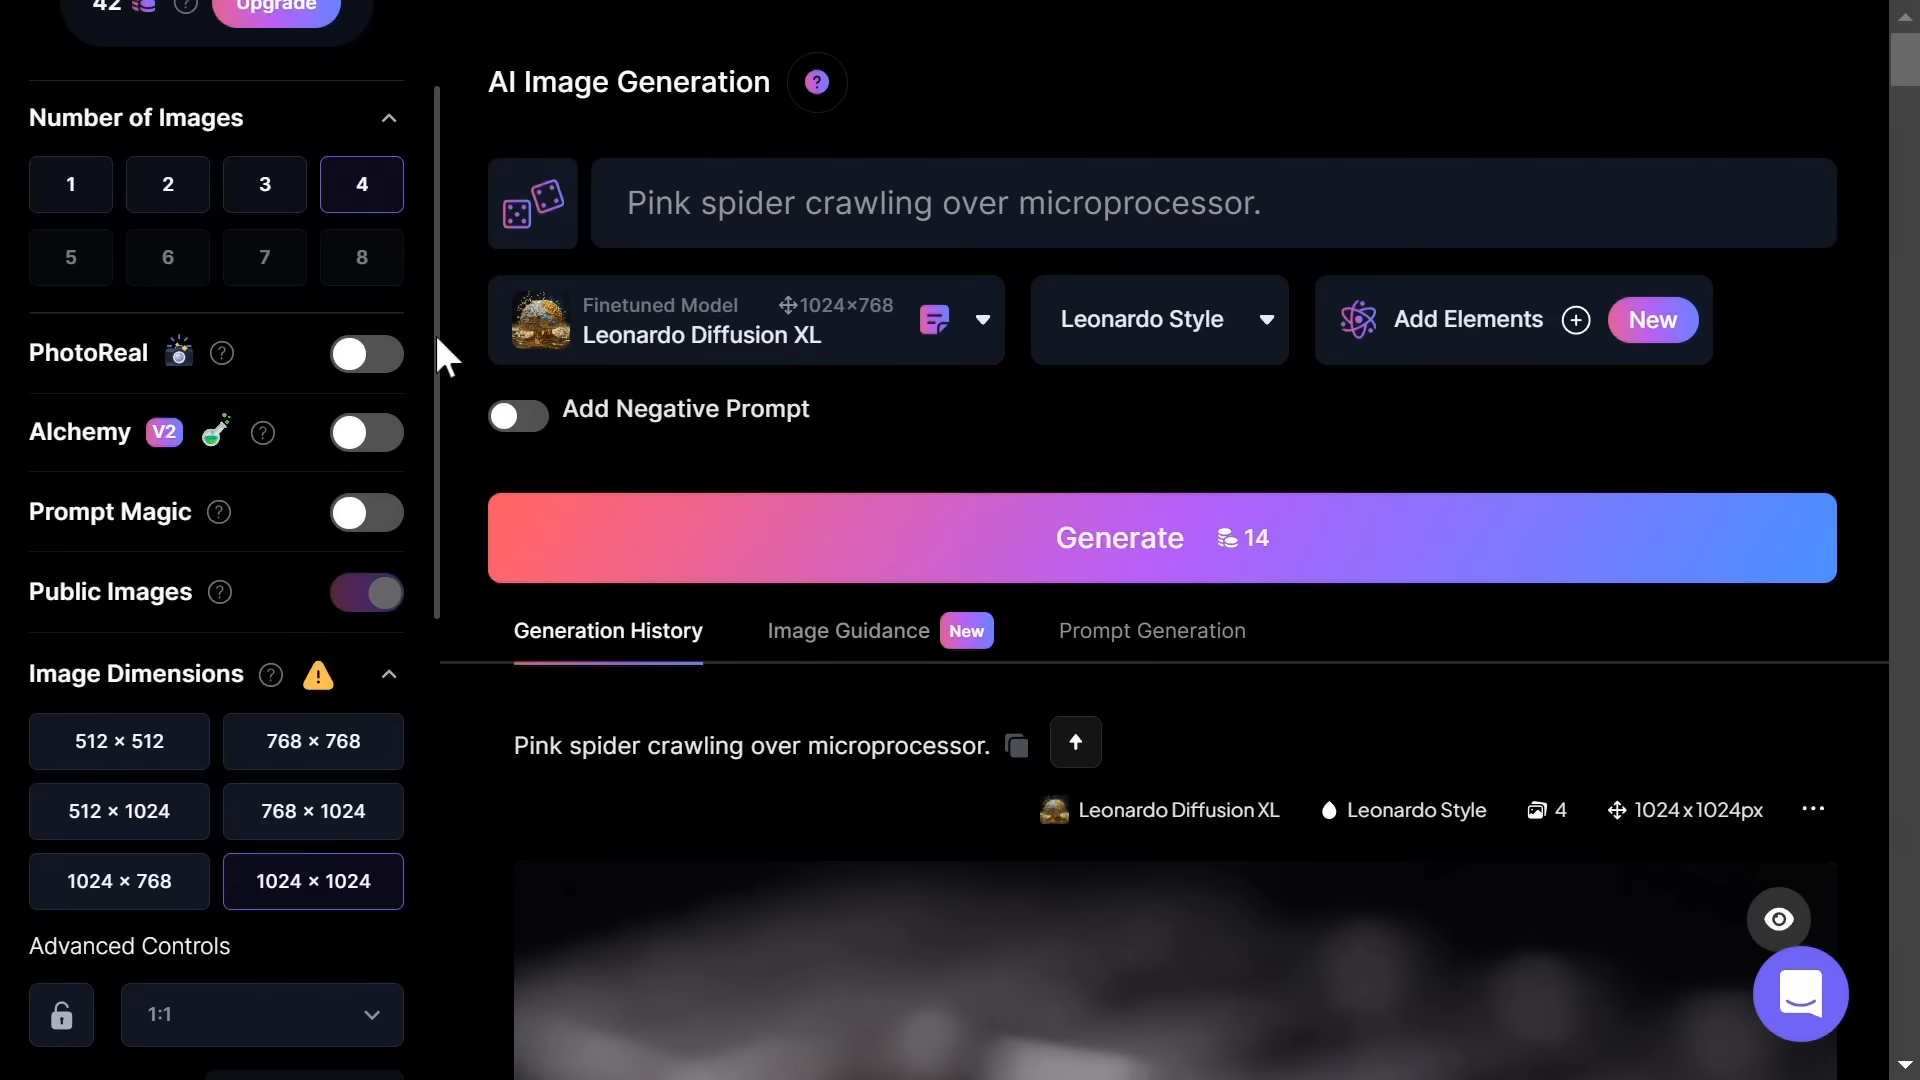 42
Upgrade
Number of Images
1
2
3
4
5
6
7
8
PhotoReal
Alchemy V2
Prompt Magic
Public Images
Image Dimensions
512 × 512
768 × 768
512 × 1024
768 × 1024
1024 × 768
1024 × 1024
Advanced Controls
1:1
AI Image Generation
Pink spider crawling over microprocessor.
Finetuned Model 1024×768
Leonardo Diffusion XL
Leonardo Style
Add Elements New
Add Negative Prompt
Generate 14
Generation History
Image Guidance New
Prompt Generation
Pink spider crawling over microprocessor.
Leonardo Diffusion XL
Leonardo Style
4
1024 x 1024px